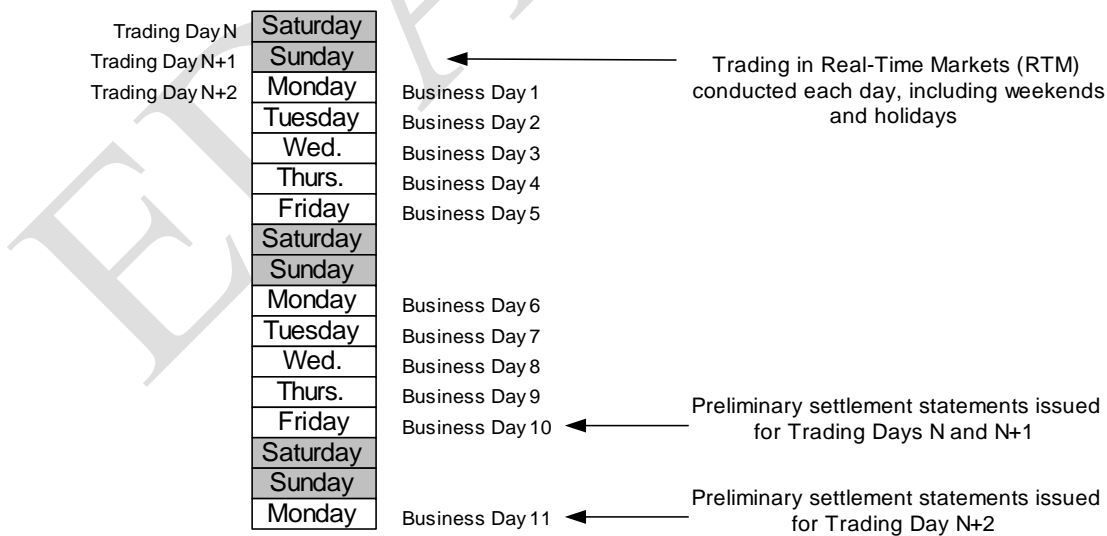 Trading Day N Saturday
Trading Day N+1 Sunday
Trading Day N+2 Monday Business Day 1
Tuesday Business Day 2
Wed. Business Day 3
Thurs. Business Day 4
Friday Business Day 5
Saturday
Sunday
Monday Business Day 6
Tuesday Business Day 7
Wed. Business Day 8
Thurs. Business Day 9
Friday Business Day 10
Saturday
Sunday
Monday Business Day 11
Trading in Real-Time Markets (RTM)
conducted each day, including weekends
and holidays
Preliminary settlement statements issued
for Trading Days N and N+1
Preliminary settlement statements issued
for Trading Day N+2